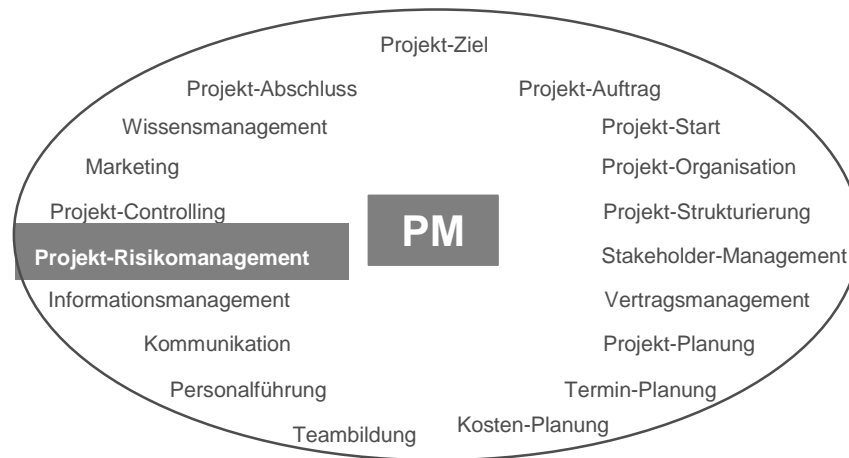 Projekt-Ziel
Projekt-Abschluss
Projekt-Auftrag
Wissensmanagement
Projekt-Start
Marketing
Projekt-Organisation
Projekt-Controlling
Projekt-Strukturierung
PM
Projekt-Risikomanagement
Stakeholder-Management
Informationsmanagement
Vertragsmanagement
Kommunikation
Projekt-Planung
Personalführung
Termin-Planung
Teambildung
Kosten-Planung